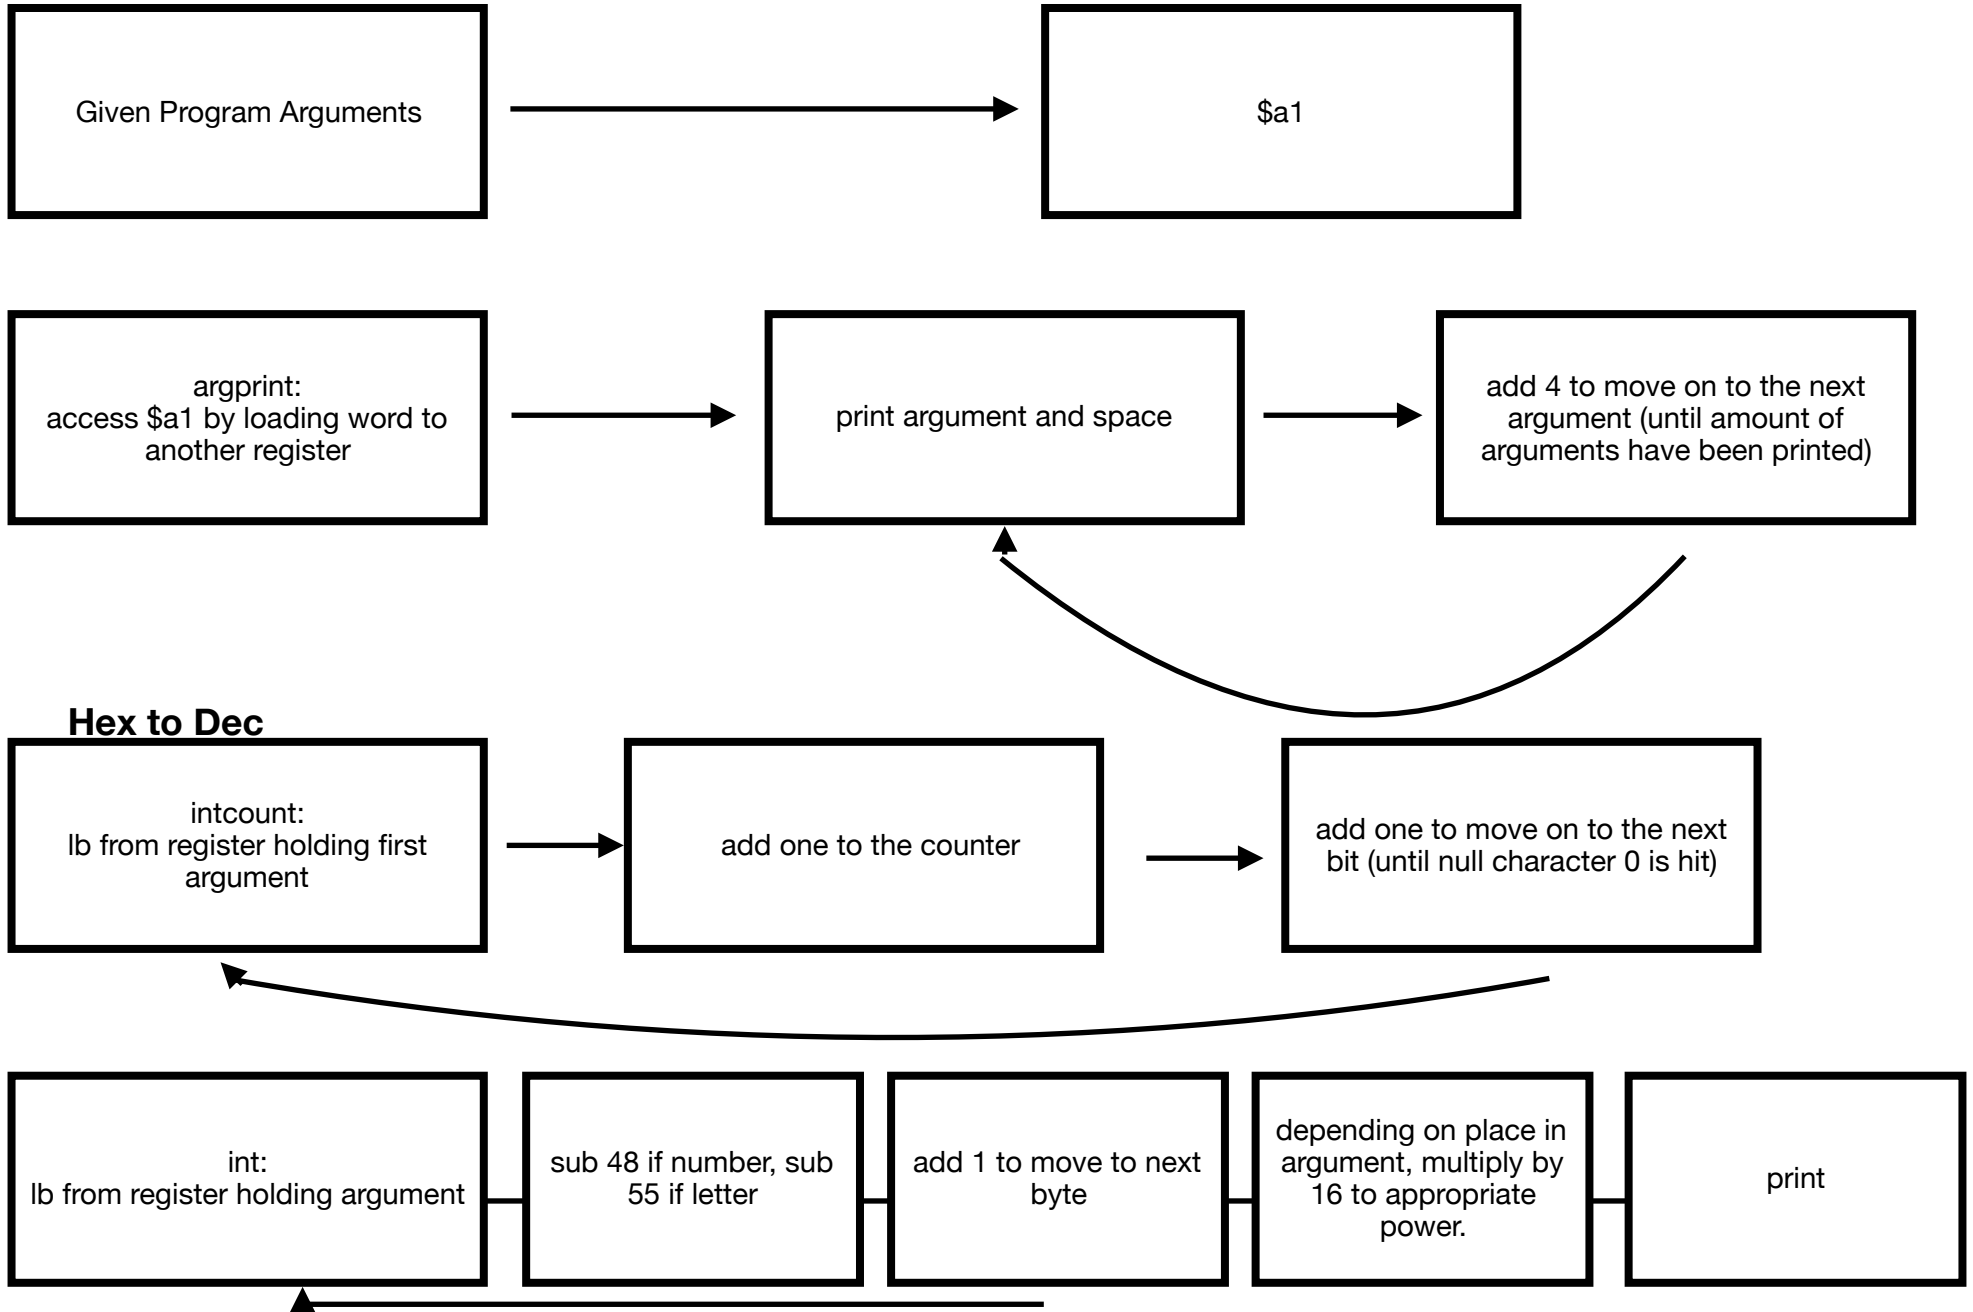 Given Program Arguments
$a1
argprint:
access $a1 by loading word to
another register
print argument and space
add 4 to move on to the next
argument (until amount of
arguments have been printed)
Hex to Dec
intcount:
lb from register holding first
argument
add one to the counter
add one to move on to the next
bit (until null character 0 is hit)
int:
lb from register holding argument
sub 48 if number, sub
55 if letter
add 1 to move to next
byte
depending on place in
argument, multiply by
16 to appropriate
power.
print